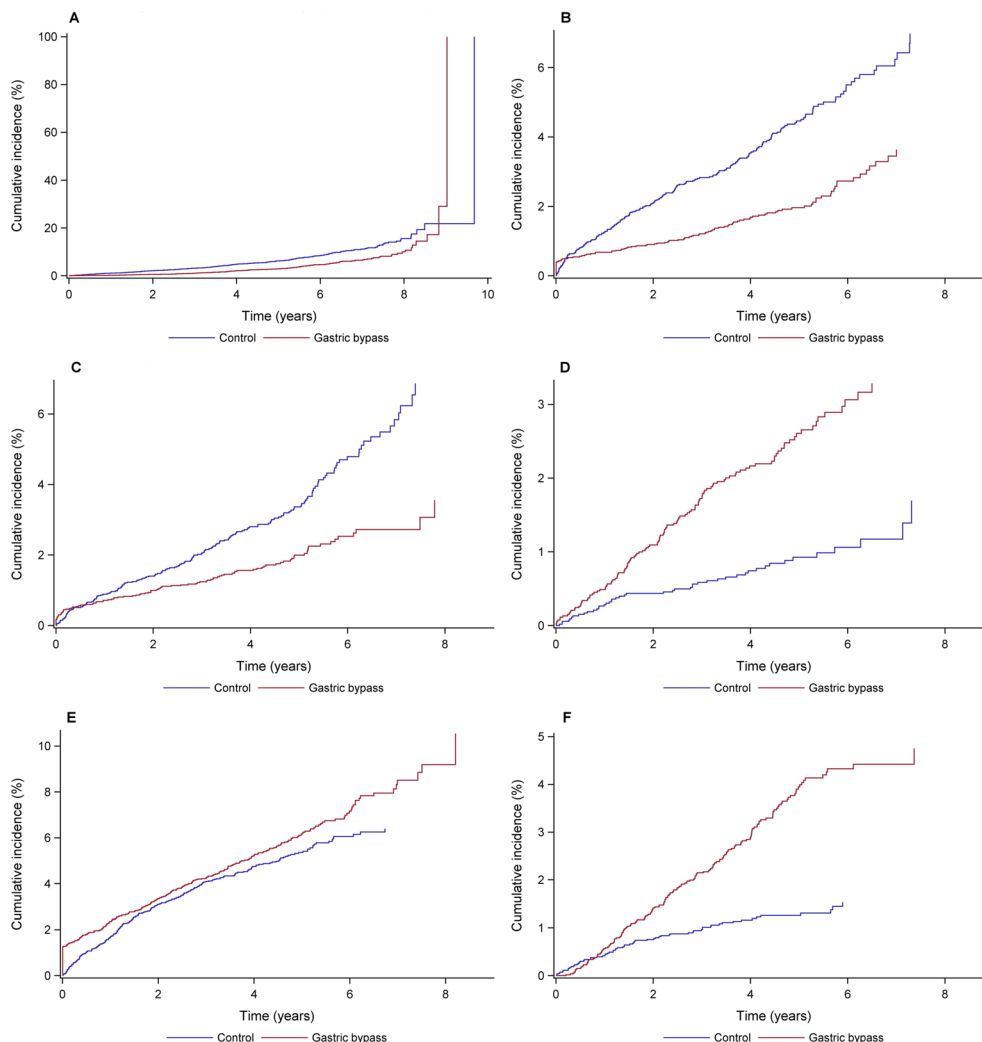 A
Cumulative incidence (%)
100
80
60
40
20
0
0 2 4 6 8 10
Time (years)
Control Gastric bypass
B
Cumulative incidence (%)
6
4
2
0
0 2 4 6 8
Time (years)
Control Gastric bypass
C
Cumulative incidence (%)
6
4
2
0
0 2 4 6 8
Time (years)
Control Gastric bypass
D
Cumulative incidence (%)
3
2
1
0
0 2 4 6 8
Time (years)
Control Gastric bypass
E
Cumulative incidence (%)
10
8
6
4
2
0
0 2 4 6 8
Time (years)
Control Gastric bypass
F
Cumulative incidence (%)
5
4
3
2
1
0
0 2 4 6 8
Time (years)
Control Gastric bypass